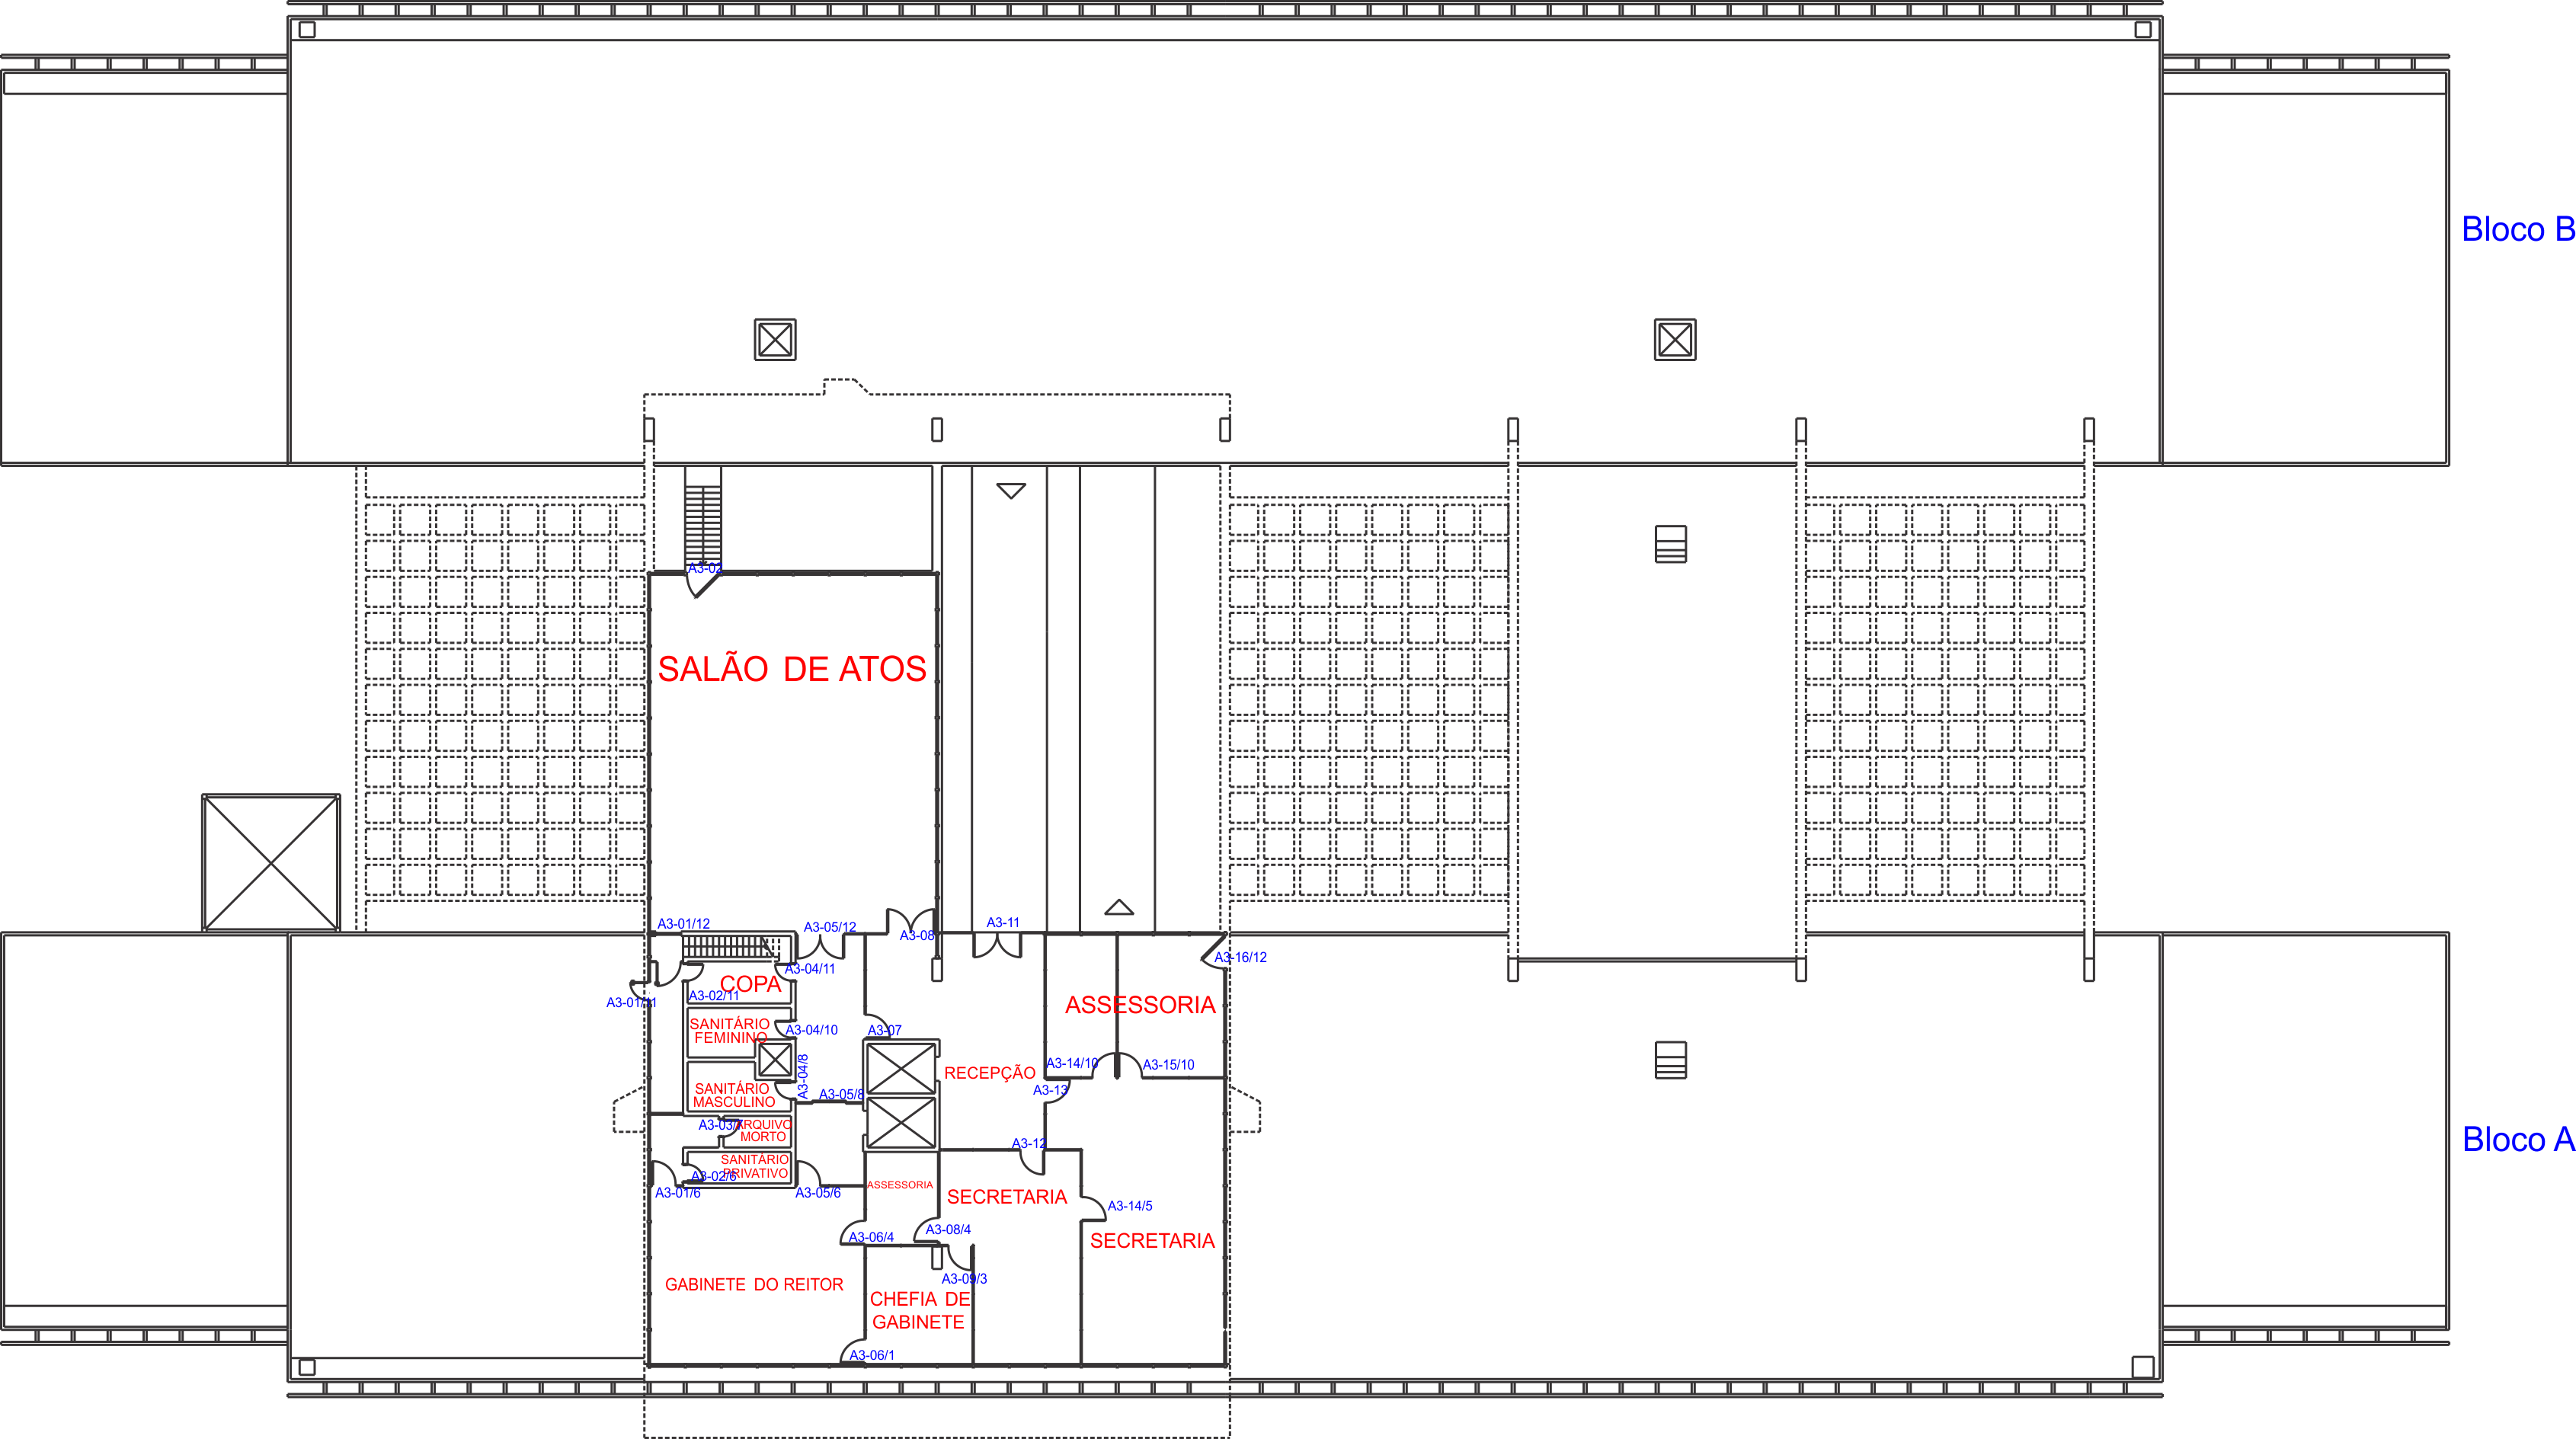 Bloco B
A3-02
SALÃO DE ATOS
A3-01/12
A3-05/12
A3-08
A3-11
A3-16/12
A3-04/11
COPA
A3-02/11
A3-01/11
ASSESSORIA
SANITÁRIO
FEMININO
A3-04/10
A3-07
A3-04/8
RECEPÇÃO
A3-14/10
A3-15/10
SANITÁRIO
MASCULINO
A3-05/8
A3-13
A3-03/7
ARQUIVO
MORTO
A3-12
Bloco A
SANITÁRIO
PRIVATIVO
A3-02/6
A3-01/6
A3-05/6
ASSESSORIA
SECRETARIA
A3-14/5
A3-06/4
A3-08/4
SECRETARIA
GABINETE DO REITOR
A3-09/3
CHEFIA DE
GABINETE
A3-06/1